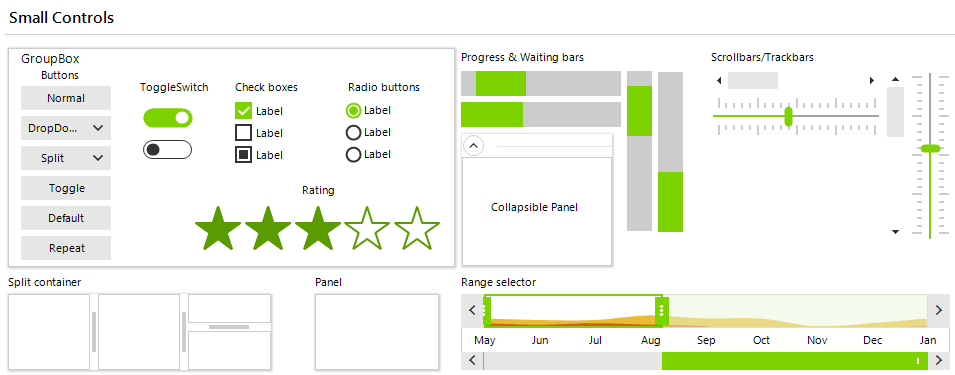 Small Controls
GroupBox
Buttons
Normal
DropDo...
Split
Toggle
Default
Repeat
ToggleSwitch
Check boxes
Label
Label
Label
Radio buttons
Label
Label
Label
Rating
Progress & Waiting bars
Collapsible Panel
Scrollbars/Trackbars
Split container
Panel
Range selector
May Jun Jul Aug Sep Oct Nov Dec Jan